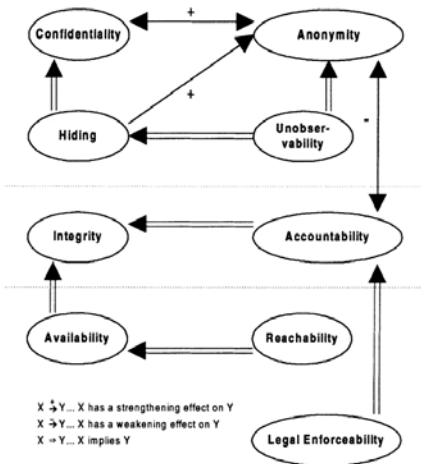 Confidentiality
+
Anonymity
+
Hiding
Unobser-
vability
-
Integrity
Accountability
Availability
Reachability
X +→ Y... X has a strengthening effect on Y
X -→ Y... X has a weakening effect on Y
X ⇒ Y... X implies Y
Legal Enforceability